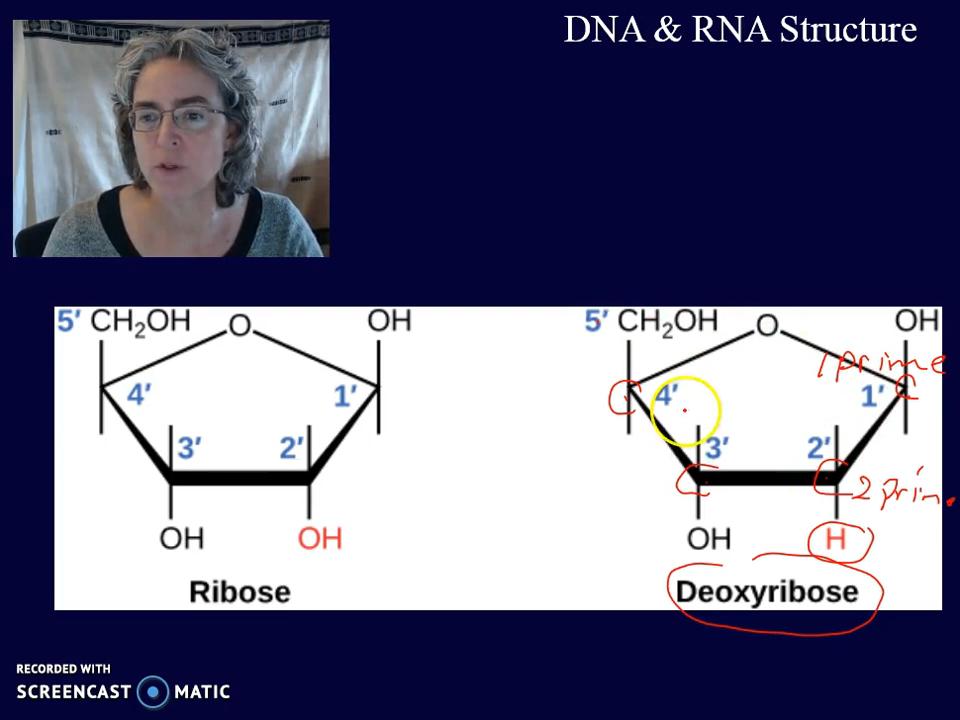 DNA & RNA Structure
5′ CH2OH O OH
4′ 1′
3′ 2′
OH OH
Ribose
5′ CH2OH O OH
1 prime
4′ 1′ C
C
3′ 2′
C C 2 prim.
OH H
Deoxyribose
RECORDED WITH
SCREENCAST MATIC